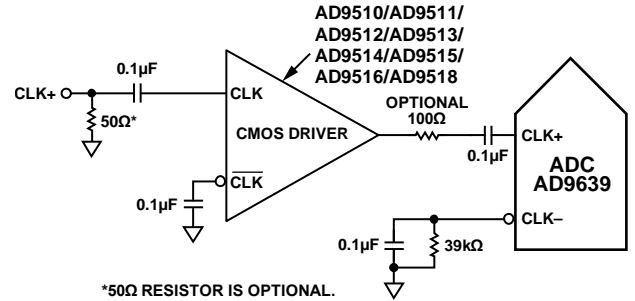 AD9510/AD9511/
AD9512/AD9513/
AD9514/AD9515/
AD9516/AD9518
0.1µF
CLK+
CLK
OPTIONAL
100Ω
50Ω*
CMOS DRIVER
CLK+
0.1µF
ADC
AD9639
CLK
0.1µF
CLK–
0.1µF
39kΩ
*50Ω RESISTOR IS OPTIONAL.